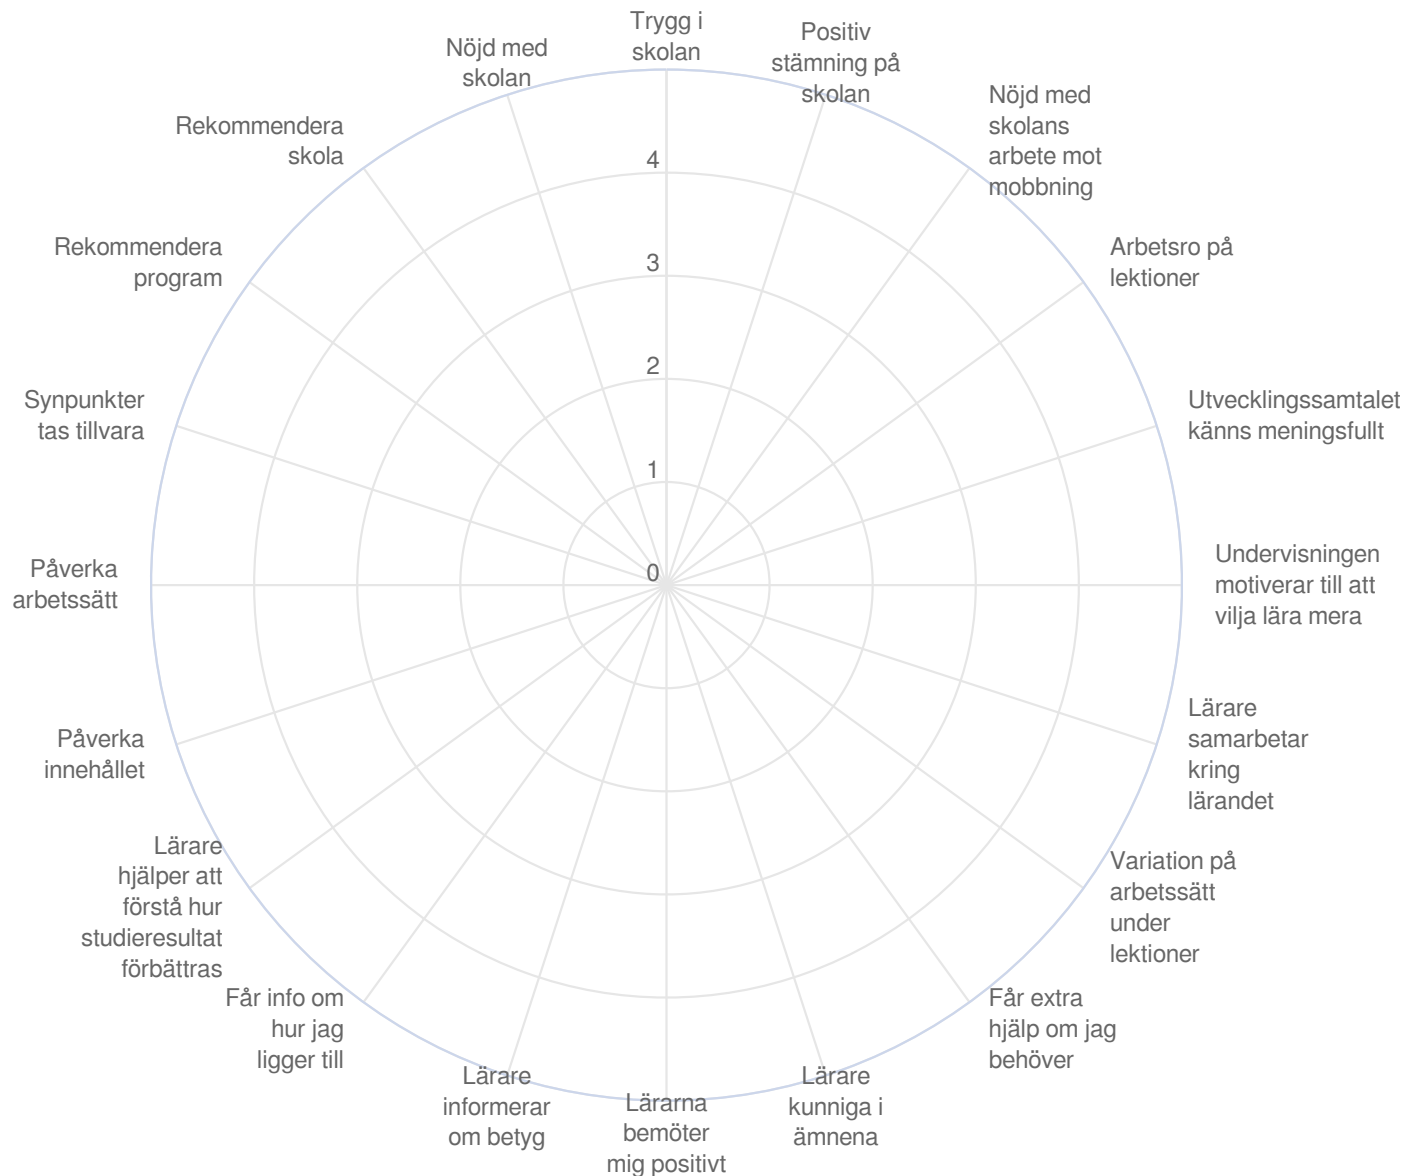 Trygg i
skolan
Positiv
stämning på
skolan
Nöjd med
skolans
arbete mot
mobbning
Arbetsro på
lektioner
Utvecklingssamtalet
känns meningsfullt
Undervisningen
motiverar till att
vilja lära mera
Lärare
samarbetar
kring
lärandet
Variation på
arbetssätt
under
lektioner
Får extra
hjälp om jag
behöver
Lärare
kunniga i
ämnena
Lärarna
bemöter
mig positivt
Lärare
informerar
om betyg
Får info om
hur jag
ligger till
Lärare
hjälper att
förstå hur
studieresultat
förbättras
Påverka
innehållet
Påverka
arbetssätt
Synpunkter
tas tillvara
Rekommendera
program
Rekommendera
skola
Nöjd med
skolan
4
3
2
1
0